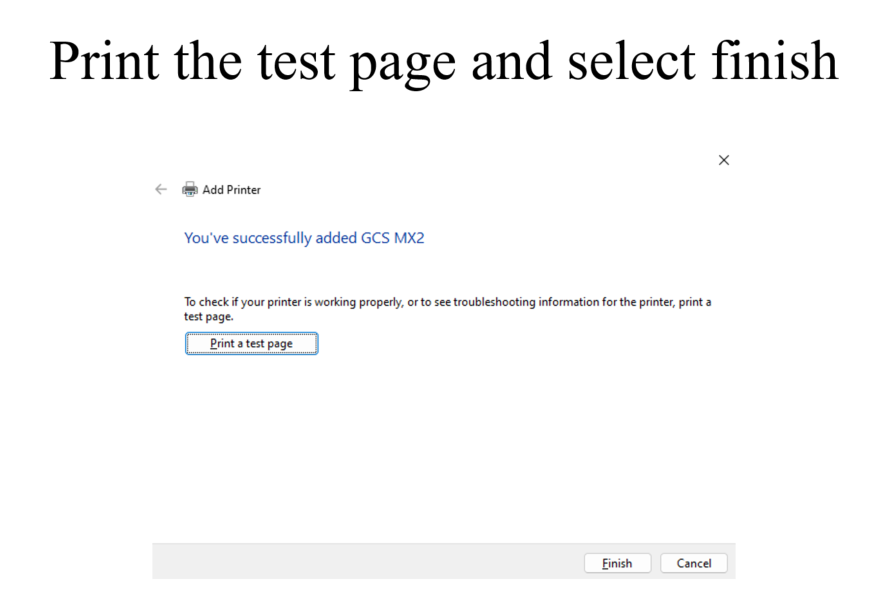 Print the test page and select finish
Add Printer
You've successfully added GCS MX2
To check if your printer is working properly, or to see troubleshooting information for the printer, print a
test page.
Print a test page
Finish
Cancel